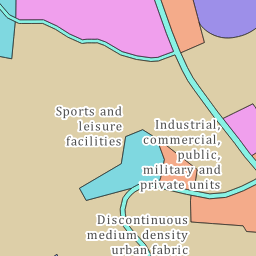 Sports and
leisure
facilities
Industrial,
commercial,
public,
military and
private units
Discontinuous
medium density
urban fabric